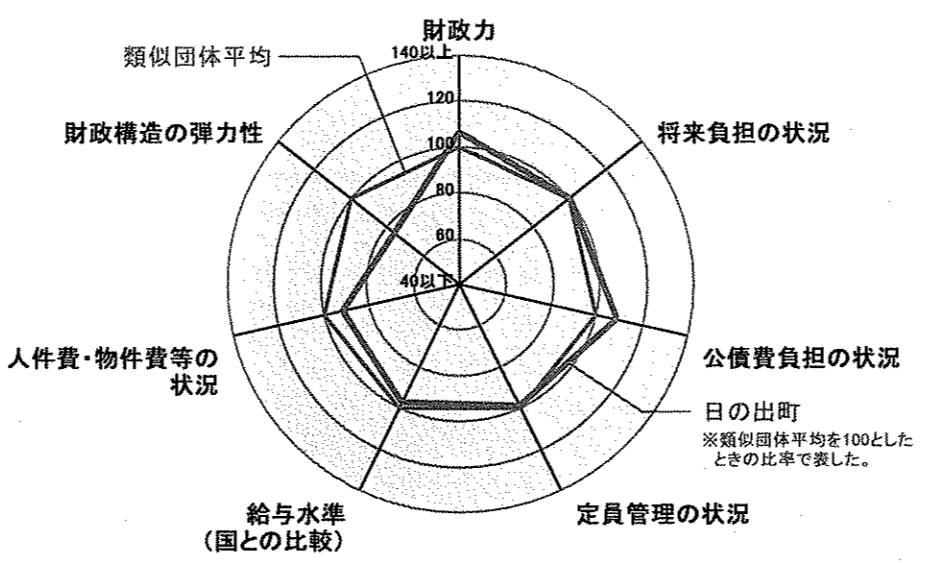 財政力
140以上
類似団体平均
120
財政構造の弾力性
将来負担の状況
100
80
60
40以下
人件費・物件費等の
状況
公債費負担の状況
日の出町
※類似団体平均を100とした
ときの比率で表した。
給与水準
(国との比較)
定員管理の状況